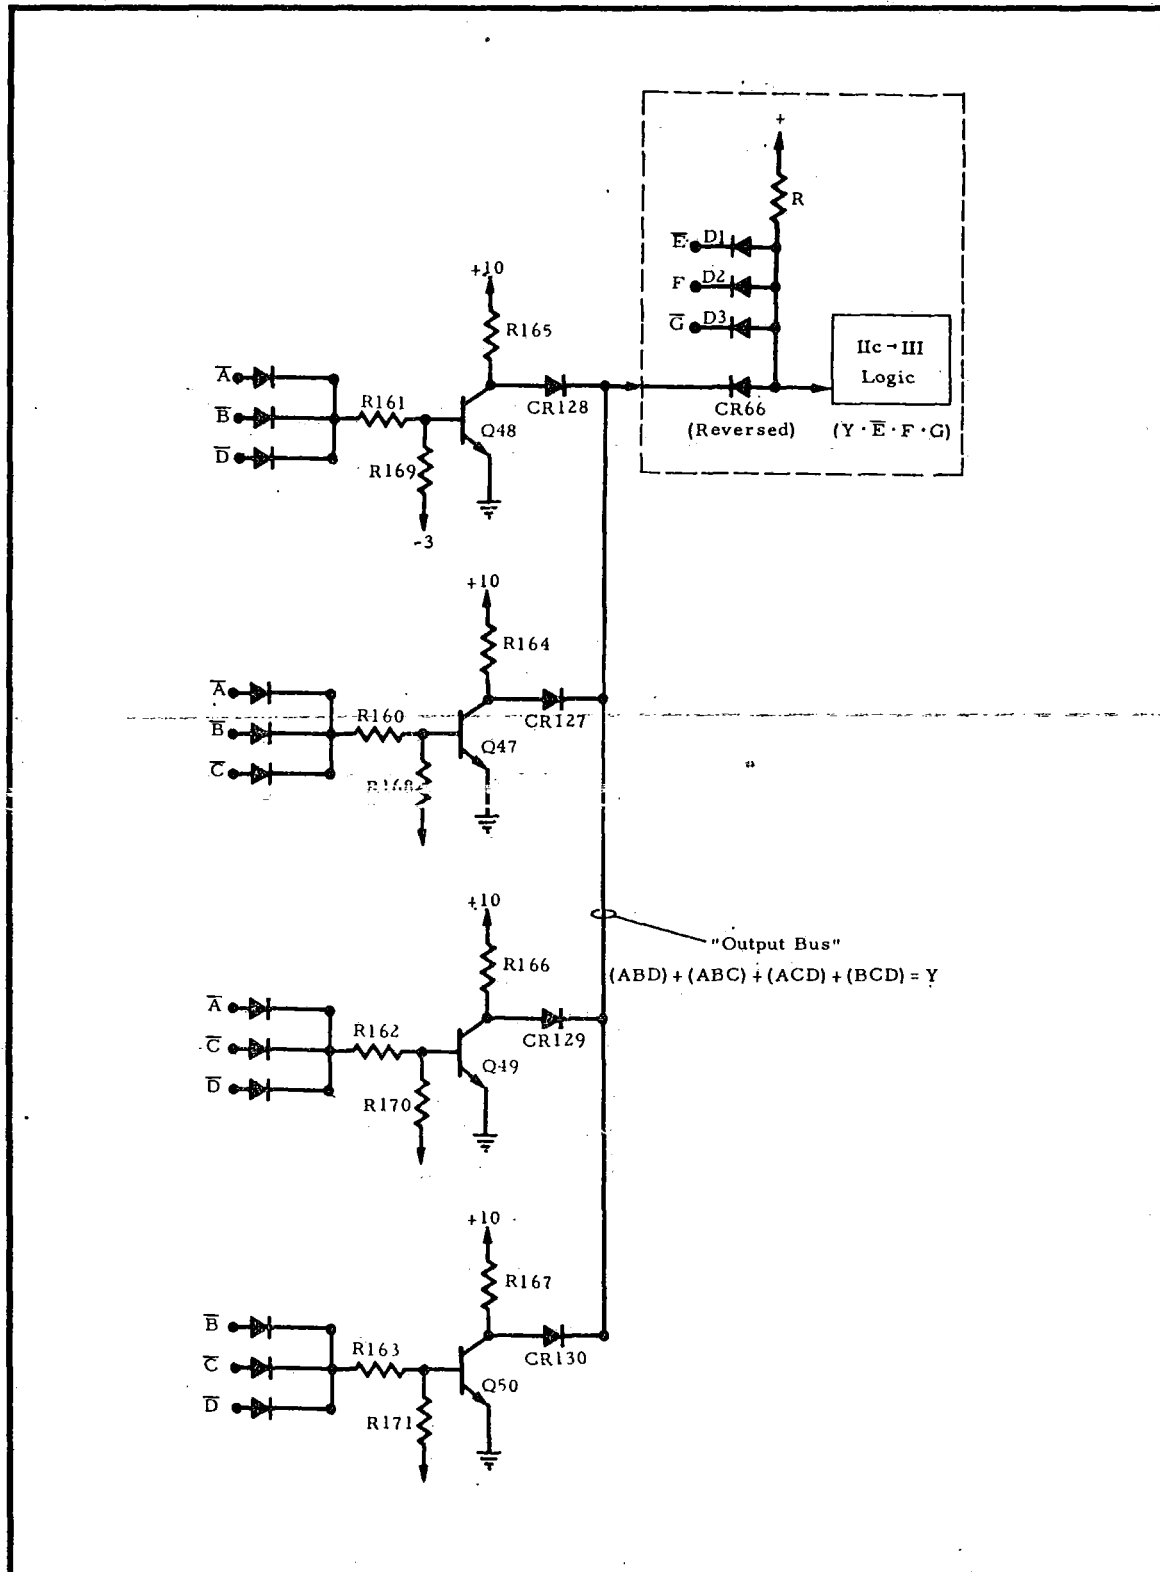 +
R
E̅ D1
F D2
G̅ D3
IIc→III
Logic
CR66
(Reversed)
(Y · E̅ · F · G)
+10
R165
A̅
B̅
D̅
R161
R169
-3
Q48
CR128
+10
R164
A̅
B̅
C̅
R160
R168
Q47
CR127
+10
R166
A̅
C̅
D̅
R162
R170
Q49
CR129
"Output Bus"
(ABD) + (ABC) + (ACD) + (BCD) = Y
+10
R167
B̅
C̅
D̅
R163
R171
Q50
CR130